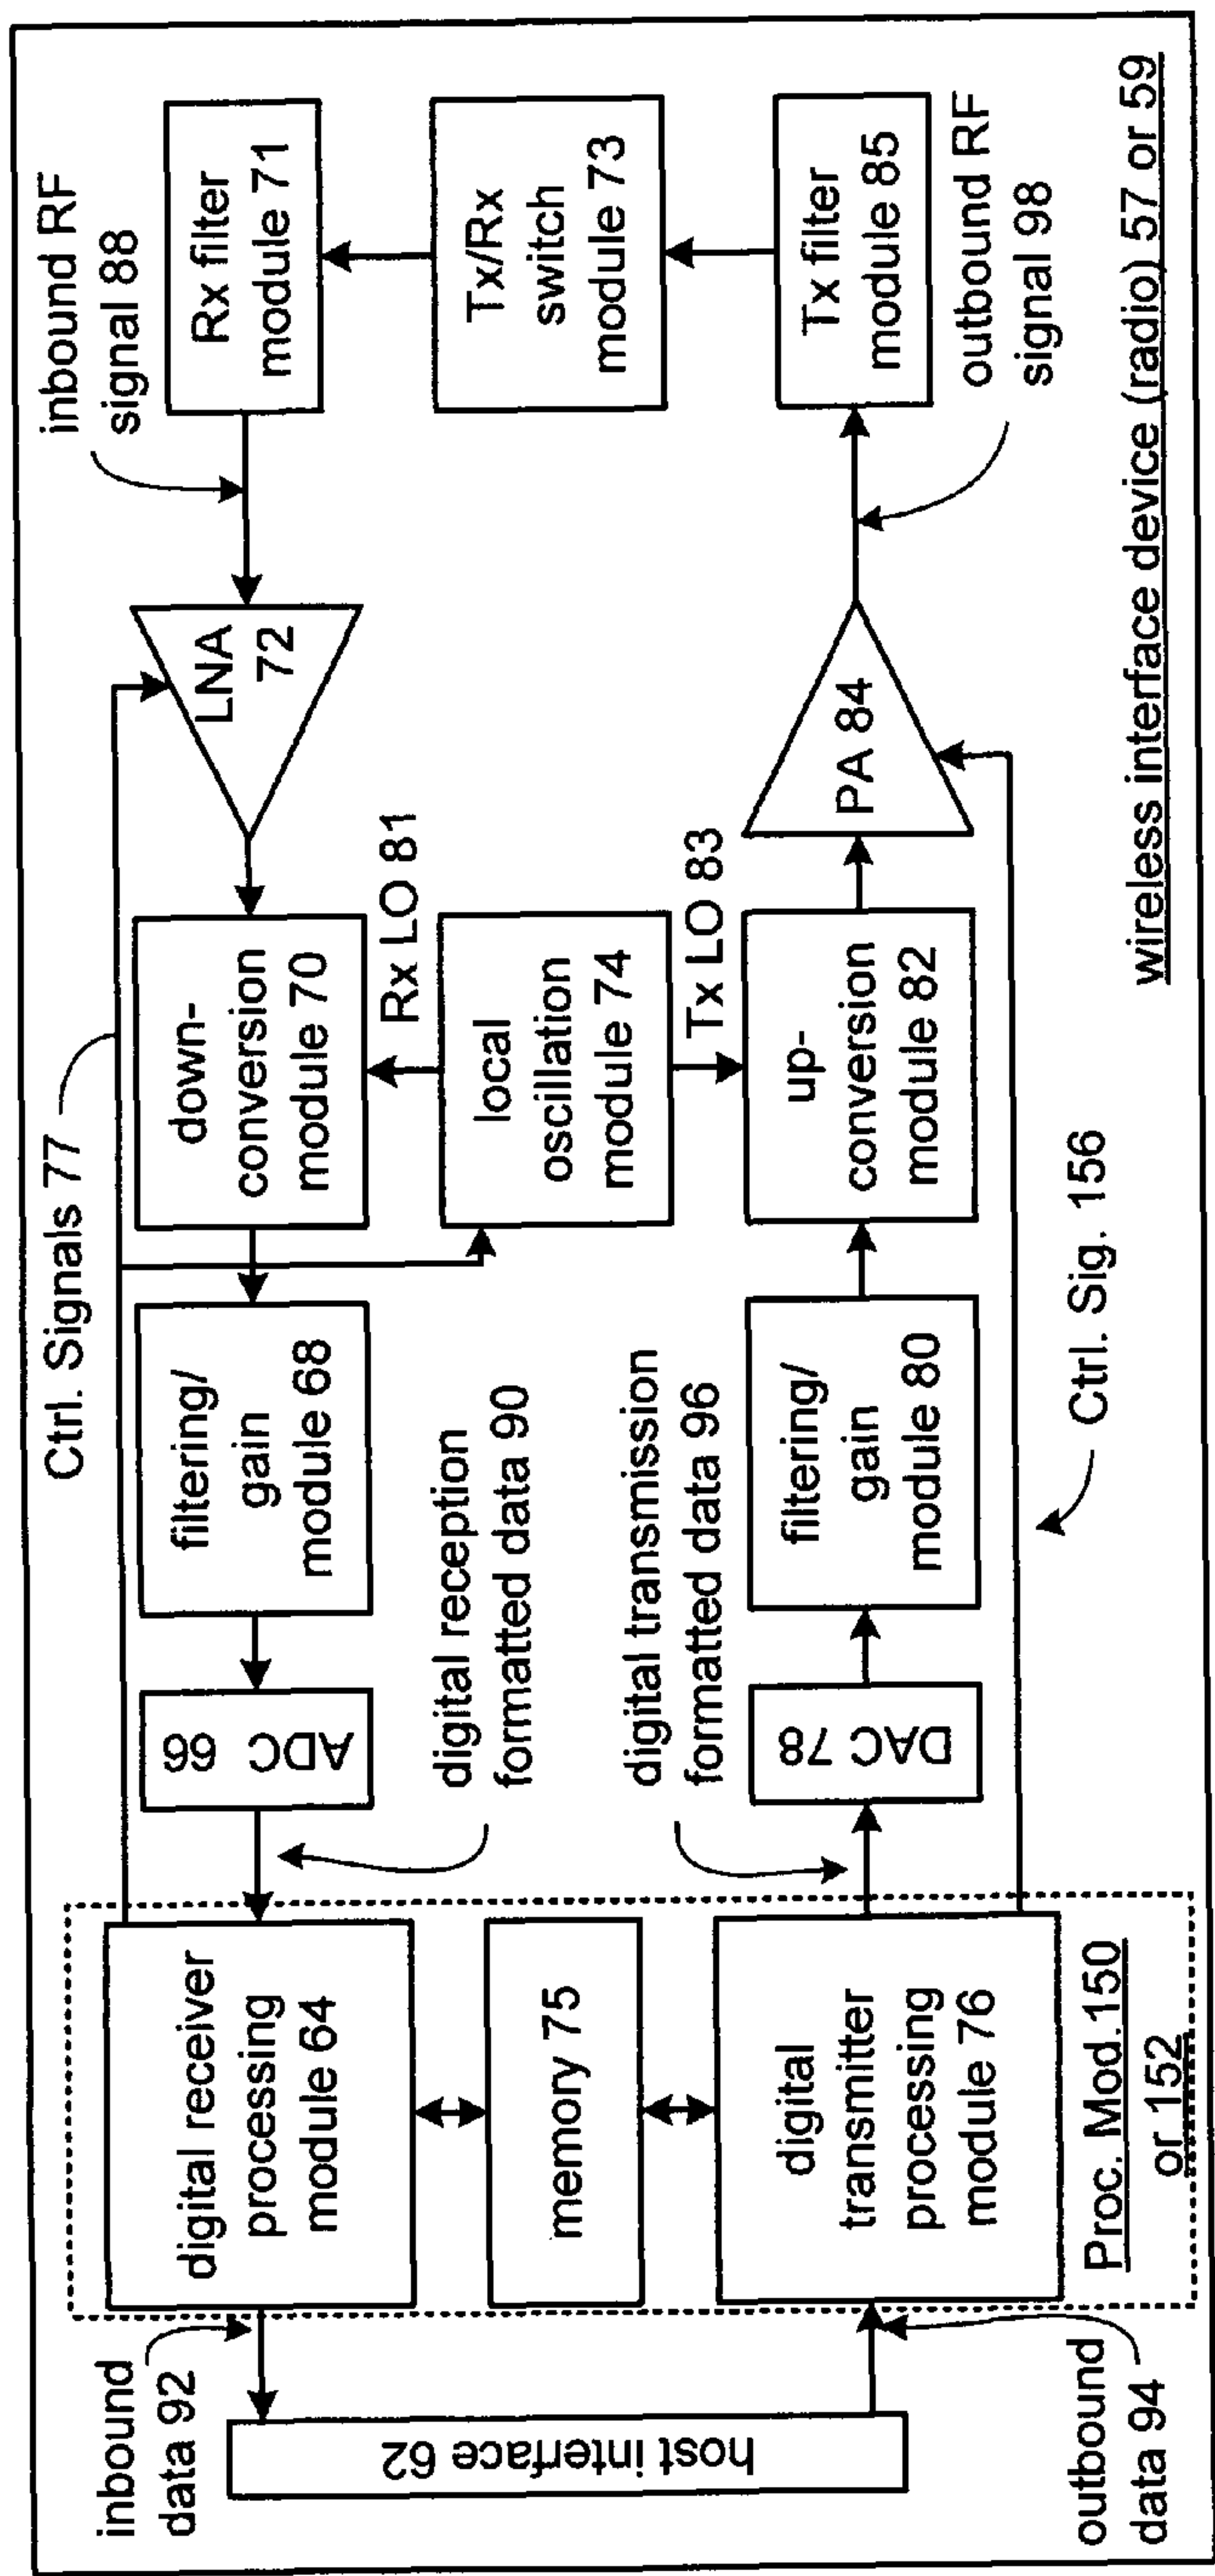 inbound
data 92
Ctrl. Signals 77
inbound RF
signal 88
digital receiver
processing
module 64
ADC
66
filtering/
gain
module 68
down-
conversion
module 70
LNA
72
Rx filter
module 71
host interface 62
memory 75
digital reception
formatted data 90
Rx LO 81
local
oscillation
module 74
Tx LO 83
Tx/Rx
switch
module 73
digital transmission
formatted data 96
digital
transmitter
processing
module 76
DAC 78
filtering/
gain
module 80
up-
conversion
module 82
PA 84
Tx filter
module 85
outbound RF
signal 98
outbound
data 94
Proc. Mod.150
or 152
Ctrl. Sig. 156
wireless interface device (radio) 57 or 59